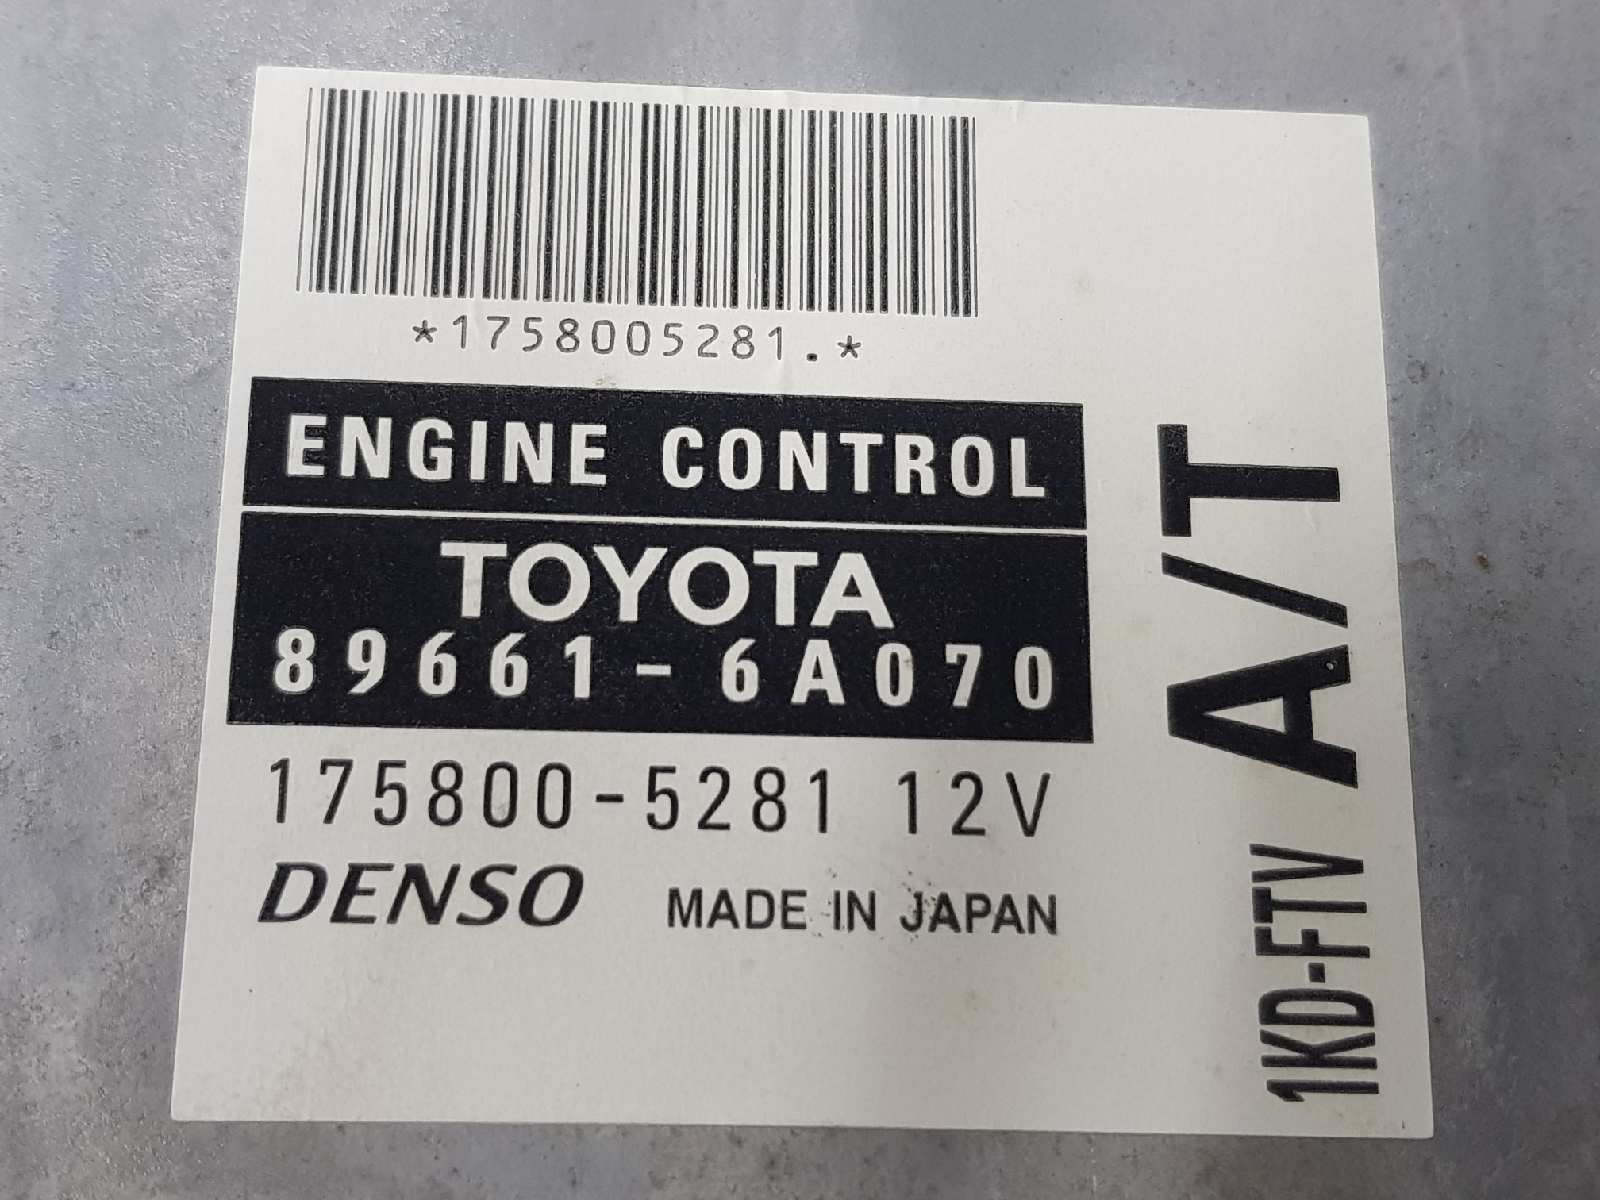 *1758005281.*
ENGINE CONTROL
TOYOTA
89661-6A070
175800-5281 12V
DENSO MADE IN JAPAN
1KD-FTV A/T